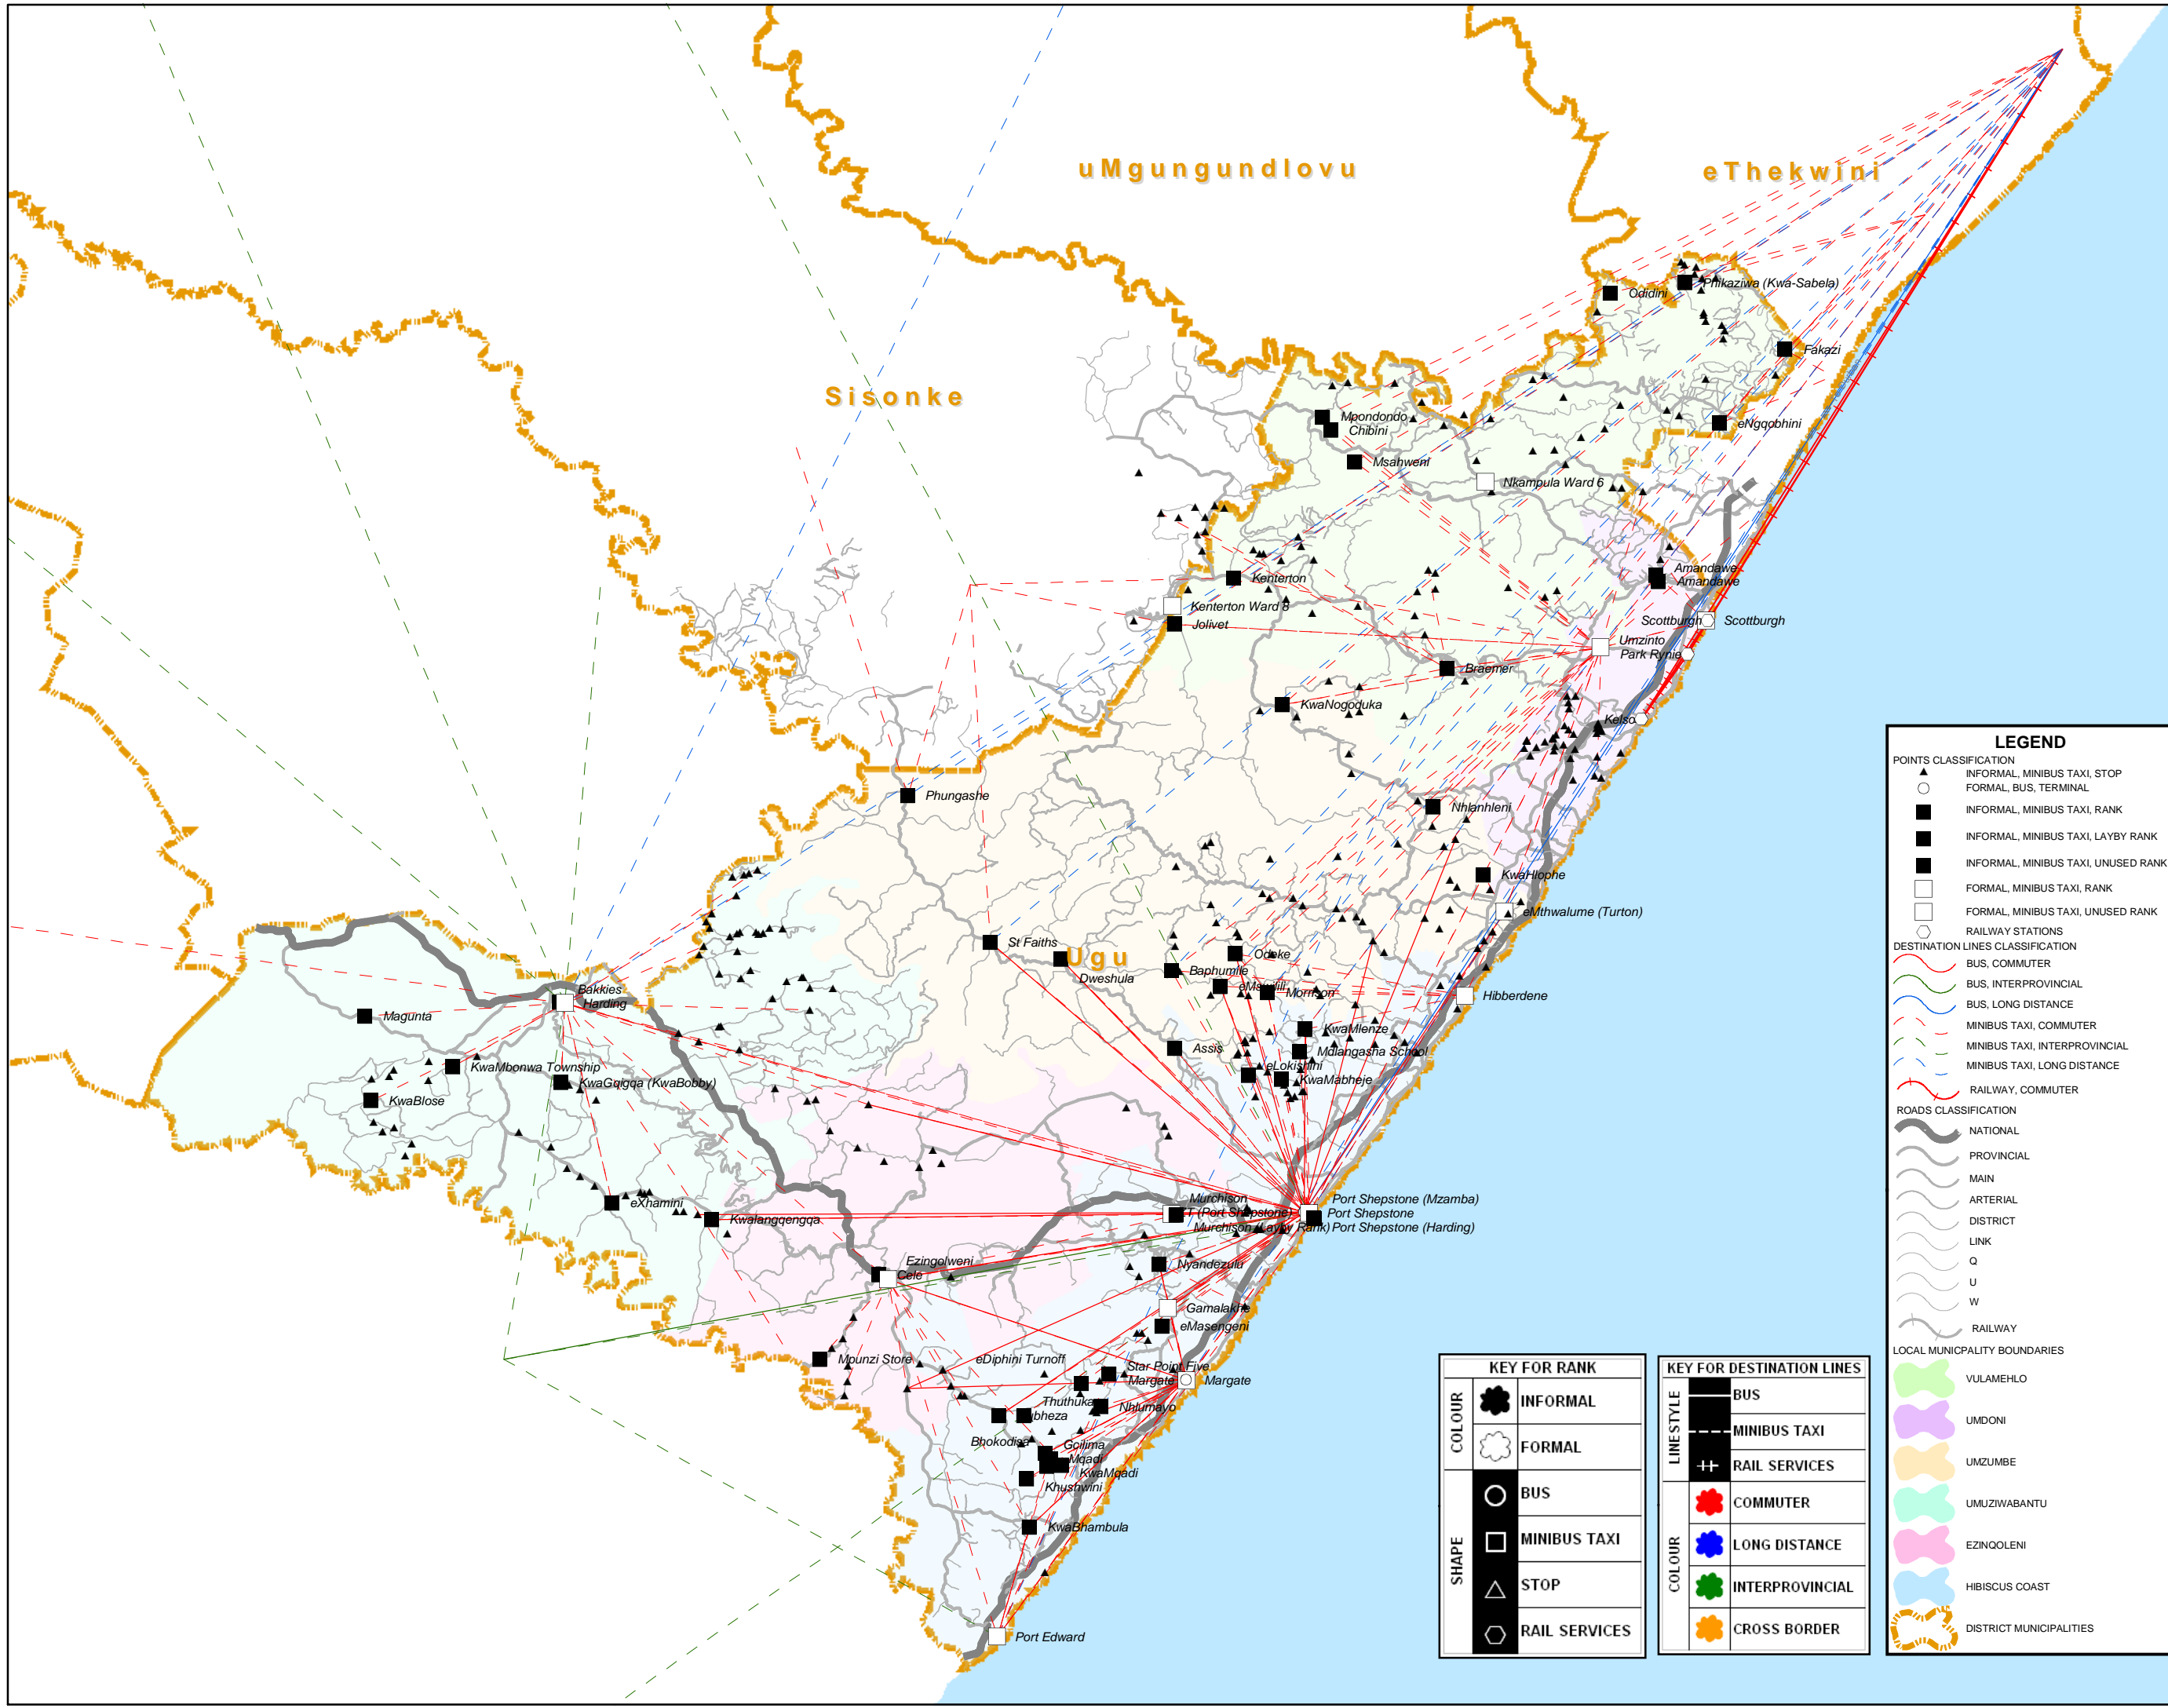 uMgungundlovu
eThekwini
Sisonke
Ugu
Phikaziwa (Kwa-Sabela)
Odidini
Fakazi
Mpondondo
Chibini
eNgqobhini
Msahweni
Nkampula Ward 6
Kenterton
Amandawe
Amandawe
Kenterton Ward 8
Jolivet
Scottburgh
Scottburgh
Umzinto
Park Rynie
Braemer
KwaNogoduka
Kelso
Phungashe
Nhlanhleni
KwaHlophe
eMthwalume (Turton)
St Faiths
Dweshula
Odeke
Baphumile
Morrison
Hibberdene
Bakkies
Harding
Magunta
KwaMlenze
Assis
Mdlangasha School
KwaMbonwa Township
eLokishini
KwaMabheje
KwaGqigqa (KwaBobby)
KwaBlose
eXhamini
Kwalangqengqa
Murchison
(Port Shepstone)
Murchison (Layby Rank)
Port Shepstone (Mzamba)
Port Shepstone
Port Shepstone (Harding)
Ezingolweni
Cele
Nyandezulu
Gamalakhe
eMasengeni
Mpunzi Store
eDiphini Turnoff
Star Point Five
Margate
Margate
Thuthuka
Nhlumayo
Bhokodisa
Gcilima
Mqadi
KwaMqadi
Khushwini
KwaBhambula
Port Edward
LEGEND
POINTS CLASSIFICATION
INFORMAL, MINIBUS TAXI, STOP
FORMAL, BUS, TERMINAL
INFORMAL, MINIBUS TAXI, RANK
INFORMAL, MINIBUS TAXI, LAYBY RANK
INFORMAL, MINIBUS TAXI, UNUSED RANK
FORMAL, MINIBUS TAXI, RANK
FORMAL, MINIBUS TAXI, UNUSED RANK
RAILWAY STATIONS
DESTINATION LINES CLASSIFICATION
BUS, COMMUTER
BUS, INTERPROVINCIAL
BUS, LONG DISTANCE
MINIBUS TAXI, COMMUTER
MINIBUS TAXI, INTERPROVINCIAL
MINIBUS TAXI, LONG DISTANCE
RAILWAY, COMMUTER
ROADS CLASSIFICATION
NATIONAL
PROVINCIAL
MAIN
ARTERIAL
DISTRICT
LINK
Q
U
W
RAILWAY
LOCAL MUNICPALITY BOUNDARIES
VULAMEHLO
UMDONI
UMZUMBE
UMUZIWABANTU
EZINQOLENI
HIBISCUS COAST
DISTRICT MUNICIPALITIES
KEY FOR RANK
COLOUR
INFORMAL
FORMAL
SHAPE
BUS
MINIBUS TAXI
STOP
RAIL SERVICES
KEY FOR DESTINATION LINES
LINESTYLE
BUS
MINIBUS TAXI
RAIL SERVICES
COLOUR
COMMUTER
LONG DISTANCE
INTERPROVINCIAL
CROSS BORDER